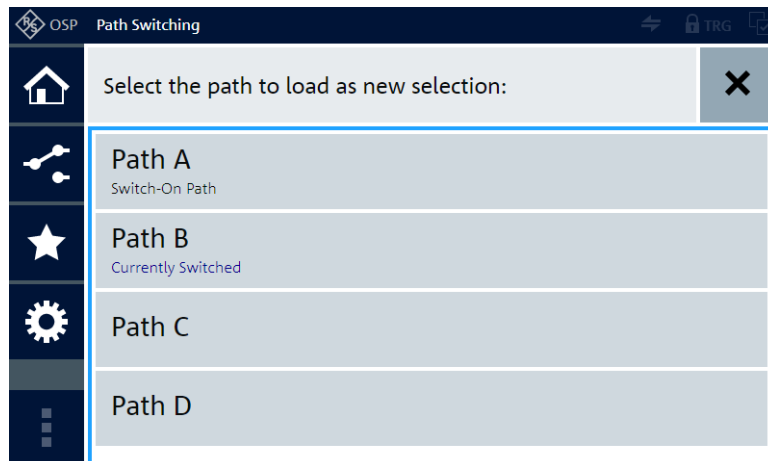 R&S OSP Path Switching TRG
Select the path to load as new selection:
Path A
Switch-On Path
Path B
Currently Switched
Path C
Path D